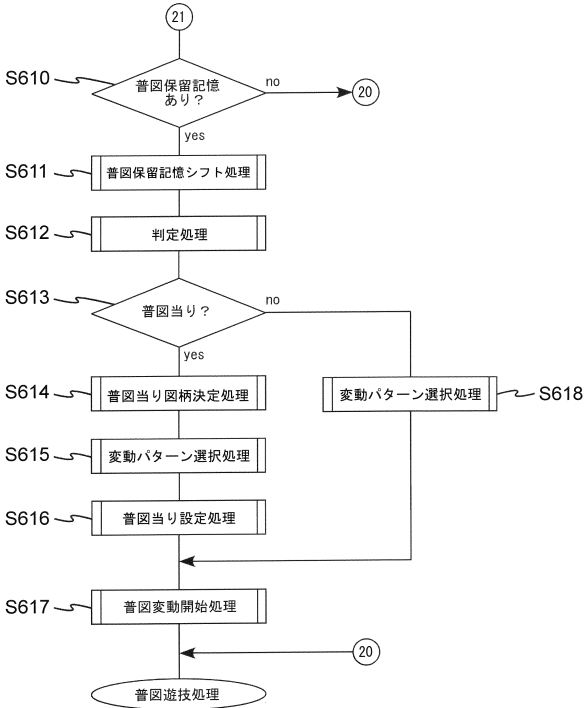 21
S610
普図保留記憶
あり？
no
20
yes
S611
普図保留記憶シフト処理
S612
判定処理
S613
普図当り？
no
yes
S614
普図当り図柄決定処理
変動パターン選択処理
S618
S615
変動パターン選択処理
S616
普図当り設定処理
S617
普図変動開始処理
20
普図遊技処理